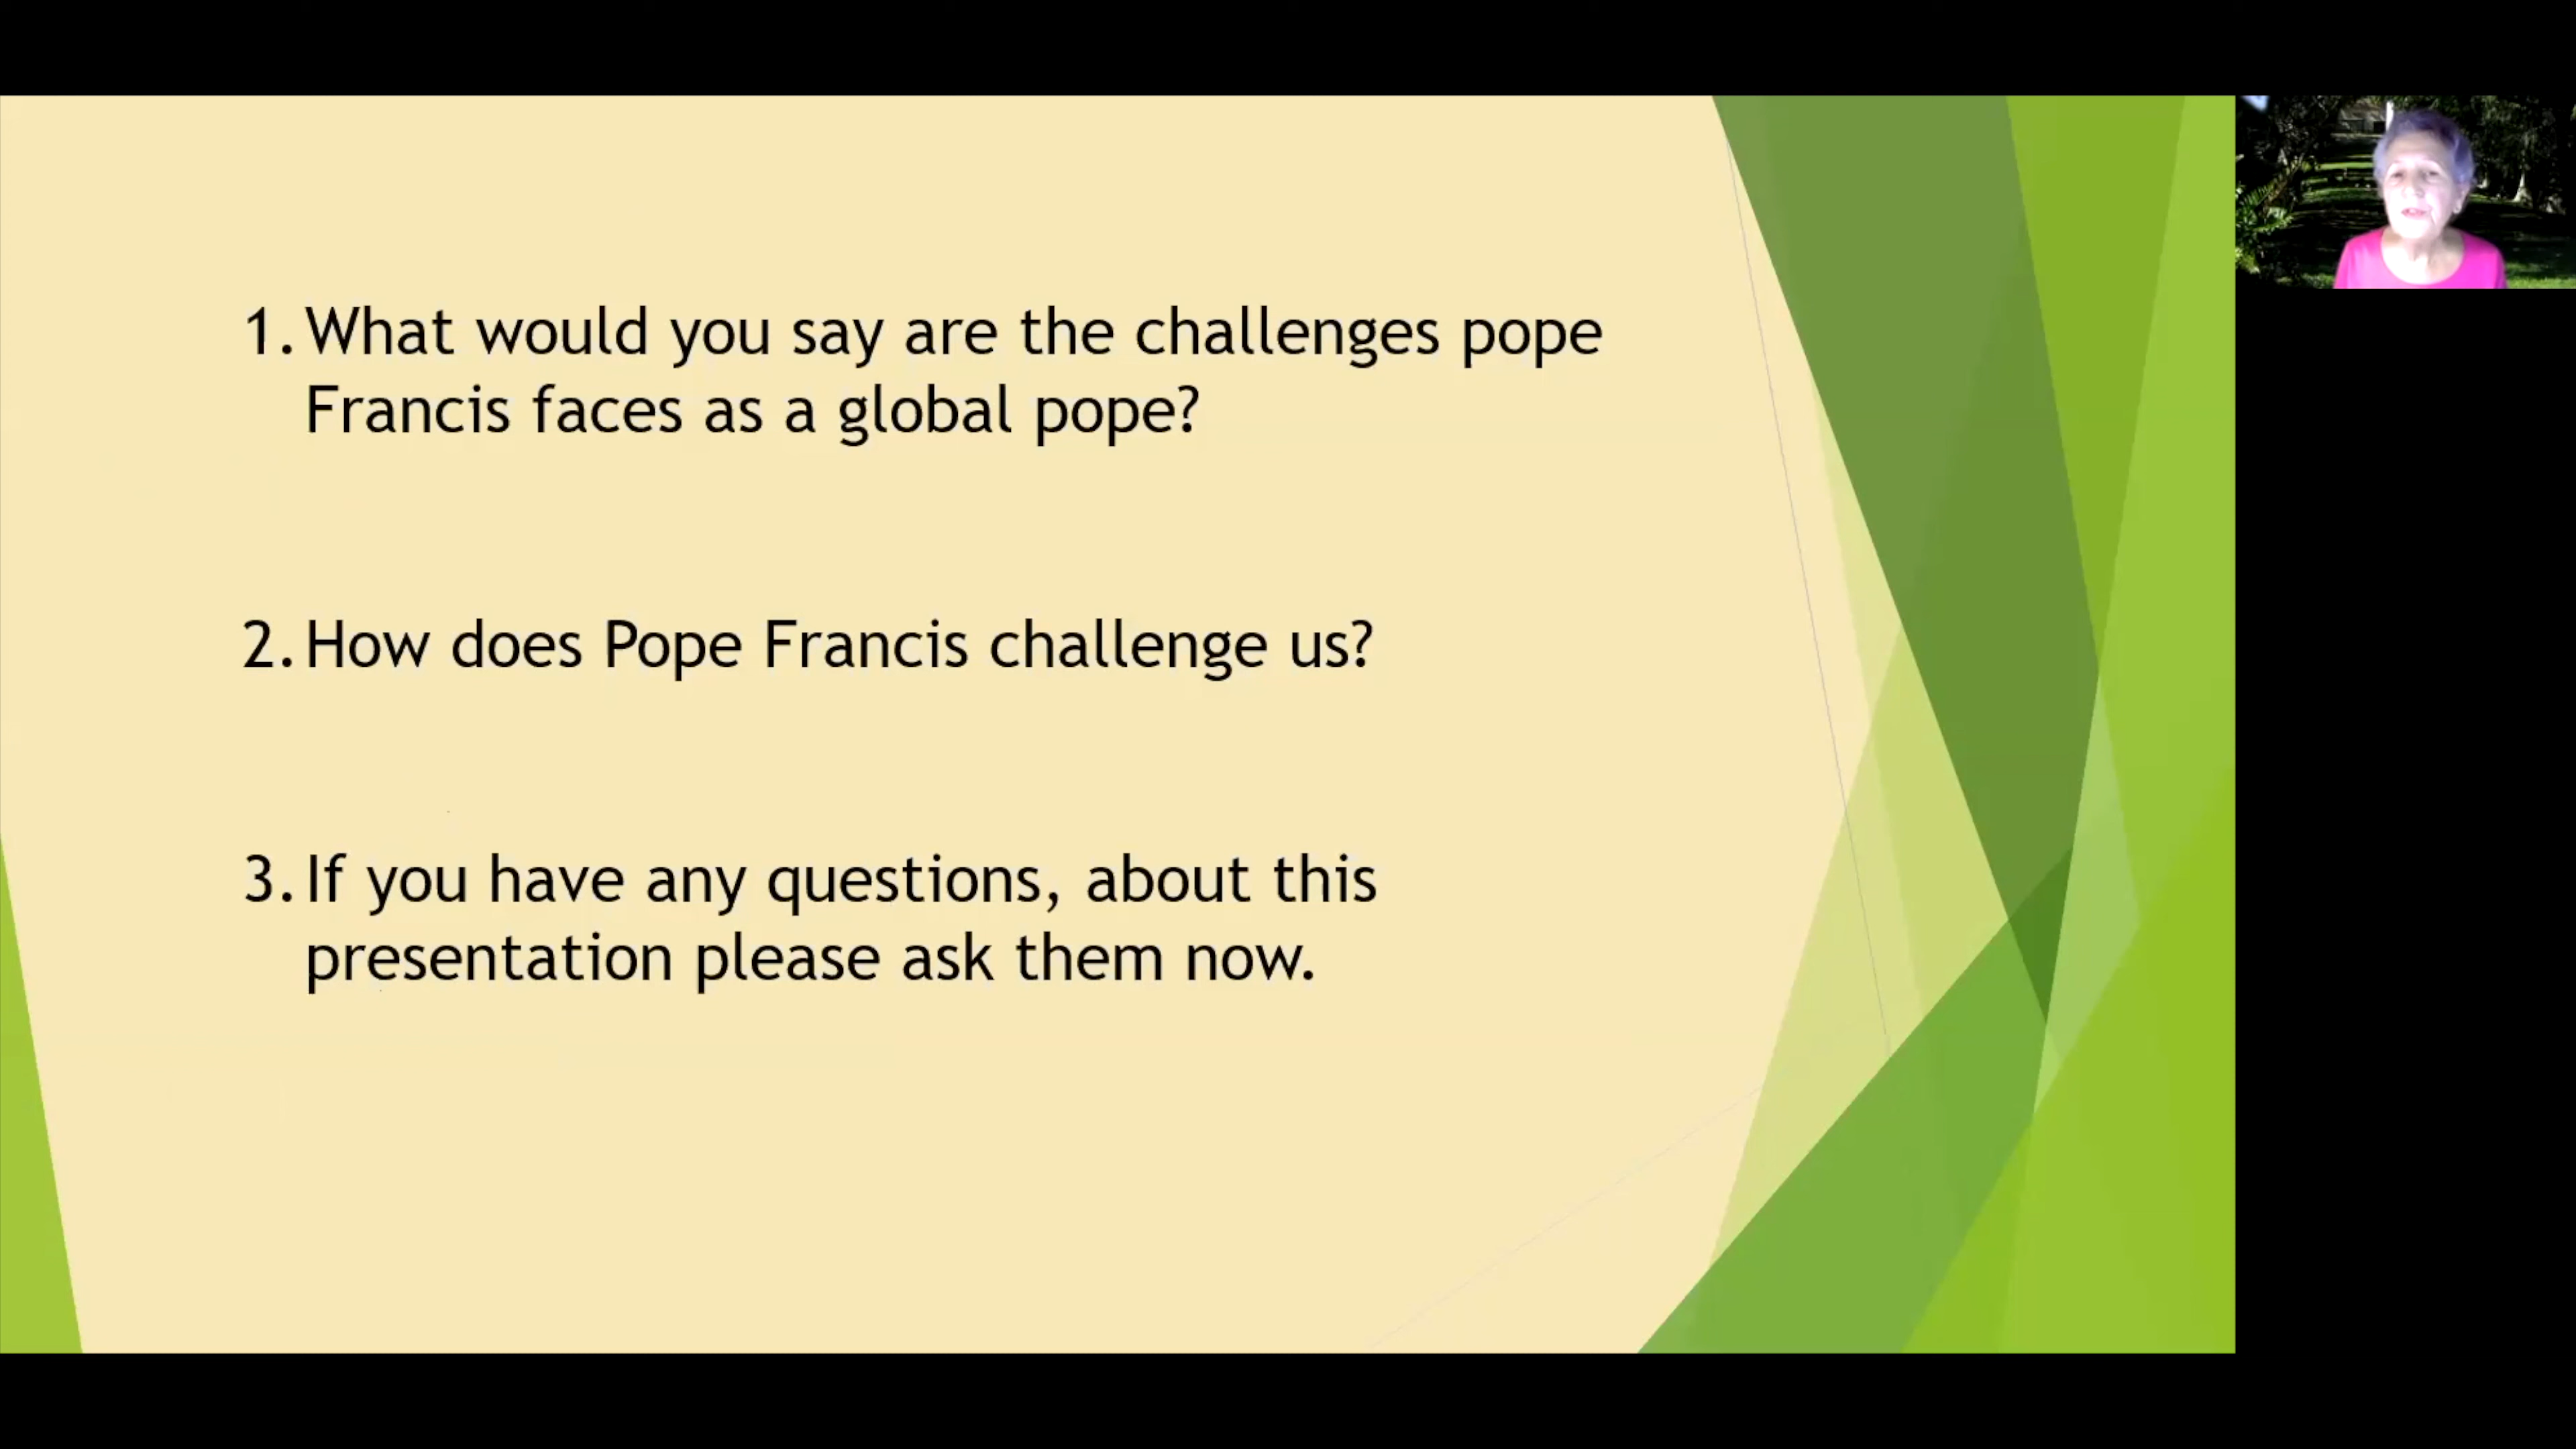 1. What would you say are the challenges pope
Francis faces as a global pope?
2. How does Pope Francis challenge us?
3. If you have any questions, about this
presentation please ask them now.